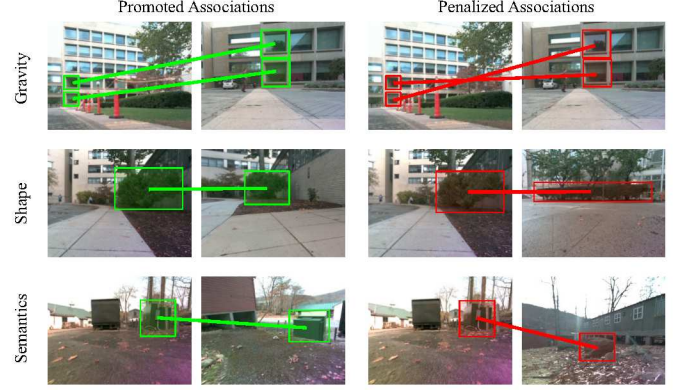 Promoted Associations
Penalized Associations
Gravity
Shape
Semantics